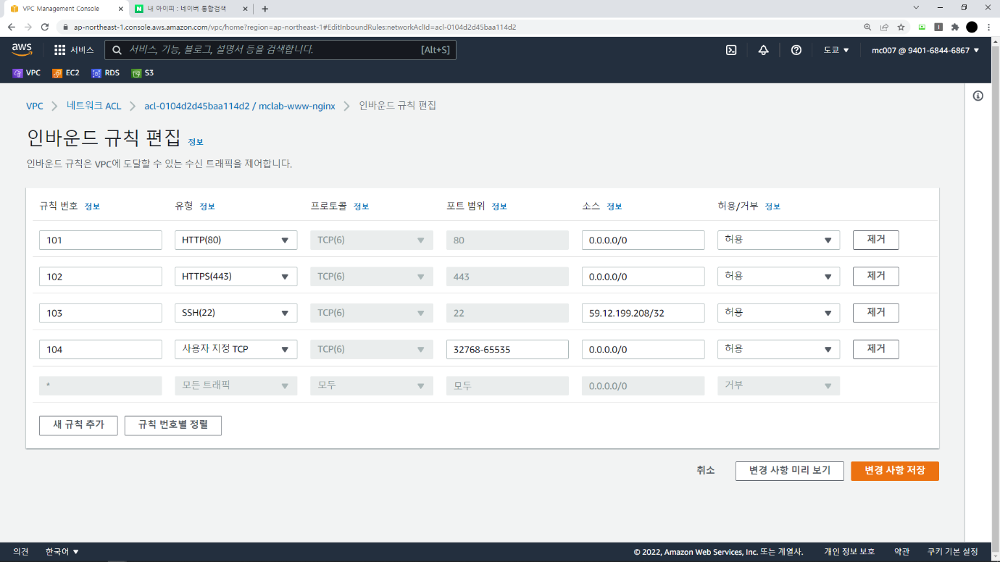 VPC Management Console
내 아이피 : 네이버 통합검색
ap-northeast-1.console.aws.amazon.com/vpc/home?region=ap-northeast-1#EditInboundRules:networkAclId=acl-0104d2d45baa114d2
aws 서비스 서비스, 기능, 블로그, 설명서 등을 검색합니다. [Alt+S] 도쿄 mc007 @ 9401-6844-6867
VPC EC2 RDS S3
VPC 네트워크 ACL acl-0104d2d45baa114d2 / mclab-www-nginx 인바운드 규칙 편집
인바운드 규칙 편집 정보
인바운드 규칙은 VPC에 도달할 수 있는 수신 트래픽을 제어합니다.
규칙 번호 정보 유형 정보 프로토콜 정보 포트 범위 정보 소스 정보 허용/거부 정보
101 HTTP(80) TCP(6) 80 0.0.0.0/0 허용 제거
102 HTTPS(443) TCP(6) 443 0.0.0.0/0 허용 제거
103 SSH(22) TCP(6) 22 59.12.199.208/32 허용 제거
104 사용자 지정 TCP TCP(6) 32768-65535 0.0.0.0/0 허용 제거
* 모든 트래픽 모두 모두 0.0.0.0/0 거부
새 규칙 추가 규칙 번호별 정렬
취소 변경 사항 미리 보기 변경 사항 저장
의견 한국어 © 2022, Amazon Web Services, Inc. 또는 계열사. 개인 정보 보호 약관 쿠키 기본 설정